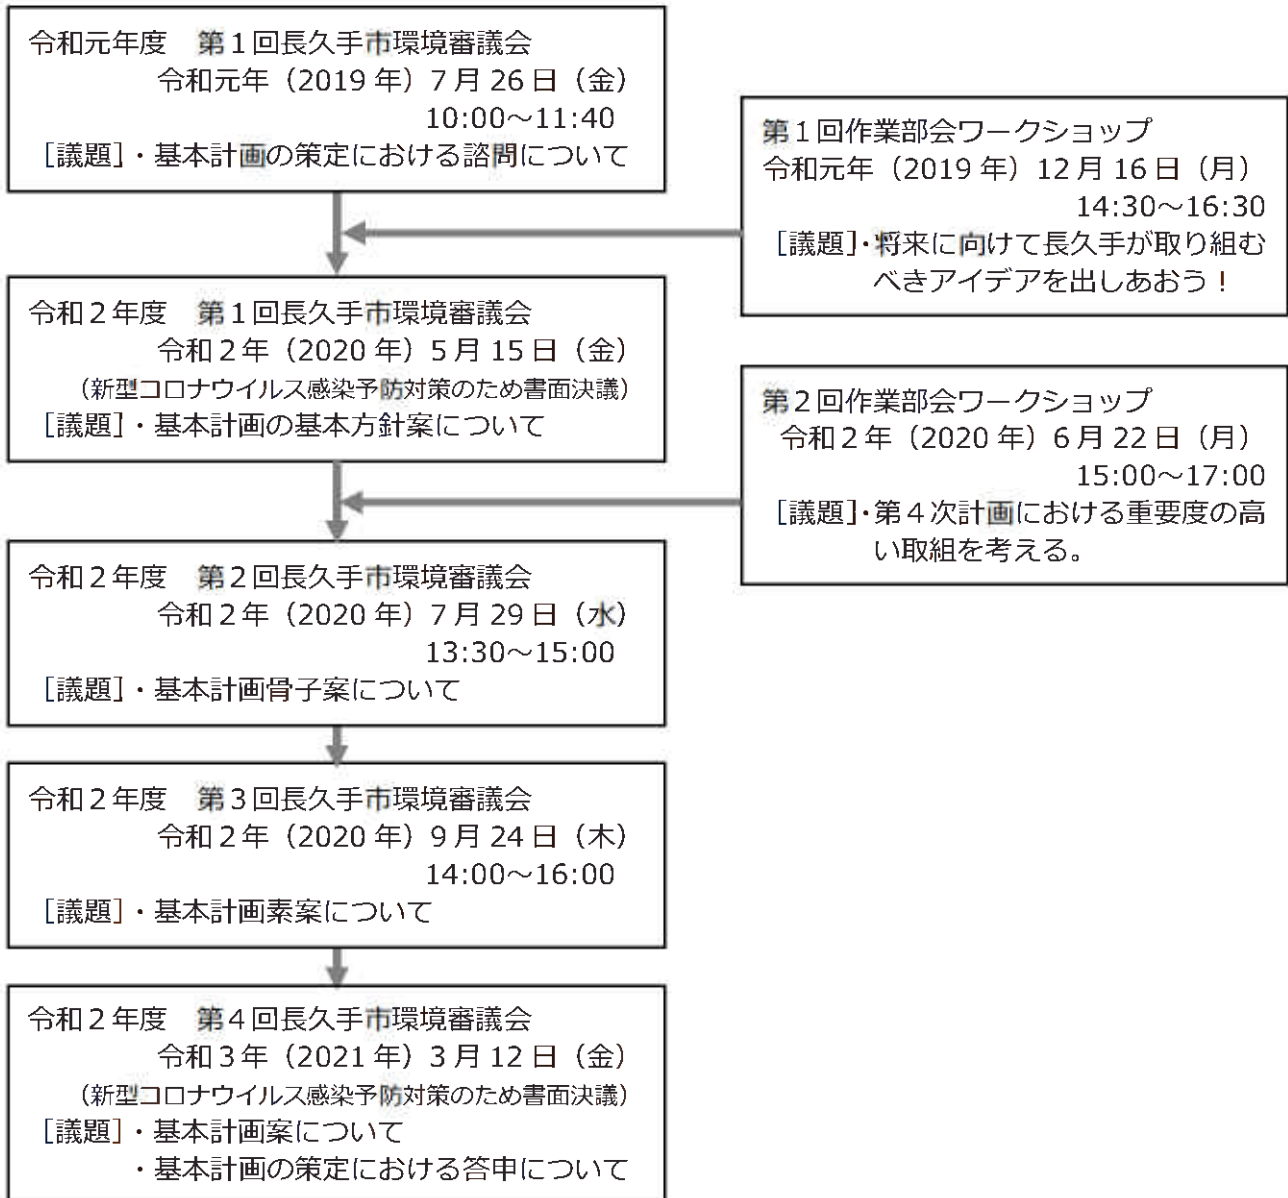 令和元年度　第１回長久手市環境審議会
令和元年（2019 年）７月 26 日（金）
10:00～11:40
［議題］・基本計画の策定における諮問について
第１回作業部会ワークショップ
令和元年（2019 年）12 月 16 日（月）
14:30～16:30
［議題］・将来に向けて長久手が取り組む
べきアイデアを出しあおう！
令和２年度　第１回長久手市環境審議会
令和２年（2020 年）５月 15 日（金）
（新型コロナウイルス感染予防対策のため書面決議）
［議題］・基本計画の基本方針案について
第２回作業部会ワークショップ
令和２年（2020 年）６月 22 日（月）
15:00～17:00
［議題］・第４次計画における重要度の高
い取組を考える。
令和２年度　第２回長久手市環境審議会
令和２年（2020 年）７月 29 日（水）
13:30～15:00
［議題］・基本計画骨子案について
令和２年度　第３回長久手市環境審議会
令和２年（2020 年）９月 24 日（木）
14:00～16:00
［議題］・基本計画素案について
令和２年度　第４回長久手市環境審議会
令和３年（2021 年）３月 12 日（金）
（新型コロナウイルス感染予防対策のため書面決議）
［議題］・基本計画案について
・基本計画の策定における答申について